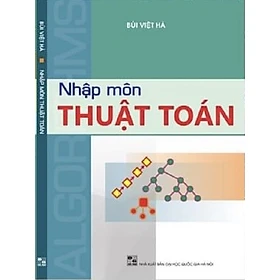 BÙI VIỆT HÀ
NHẬP MÔN THUẬT TOÁN
ALGORITHMS
BÙI VIỆT HÀ
Nhập môn
THUẬT TOÁN
NHÀ XUẤT BẢN ĐẠI HỌC QUỐC GIA HÀ NỘI